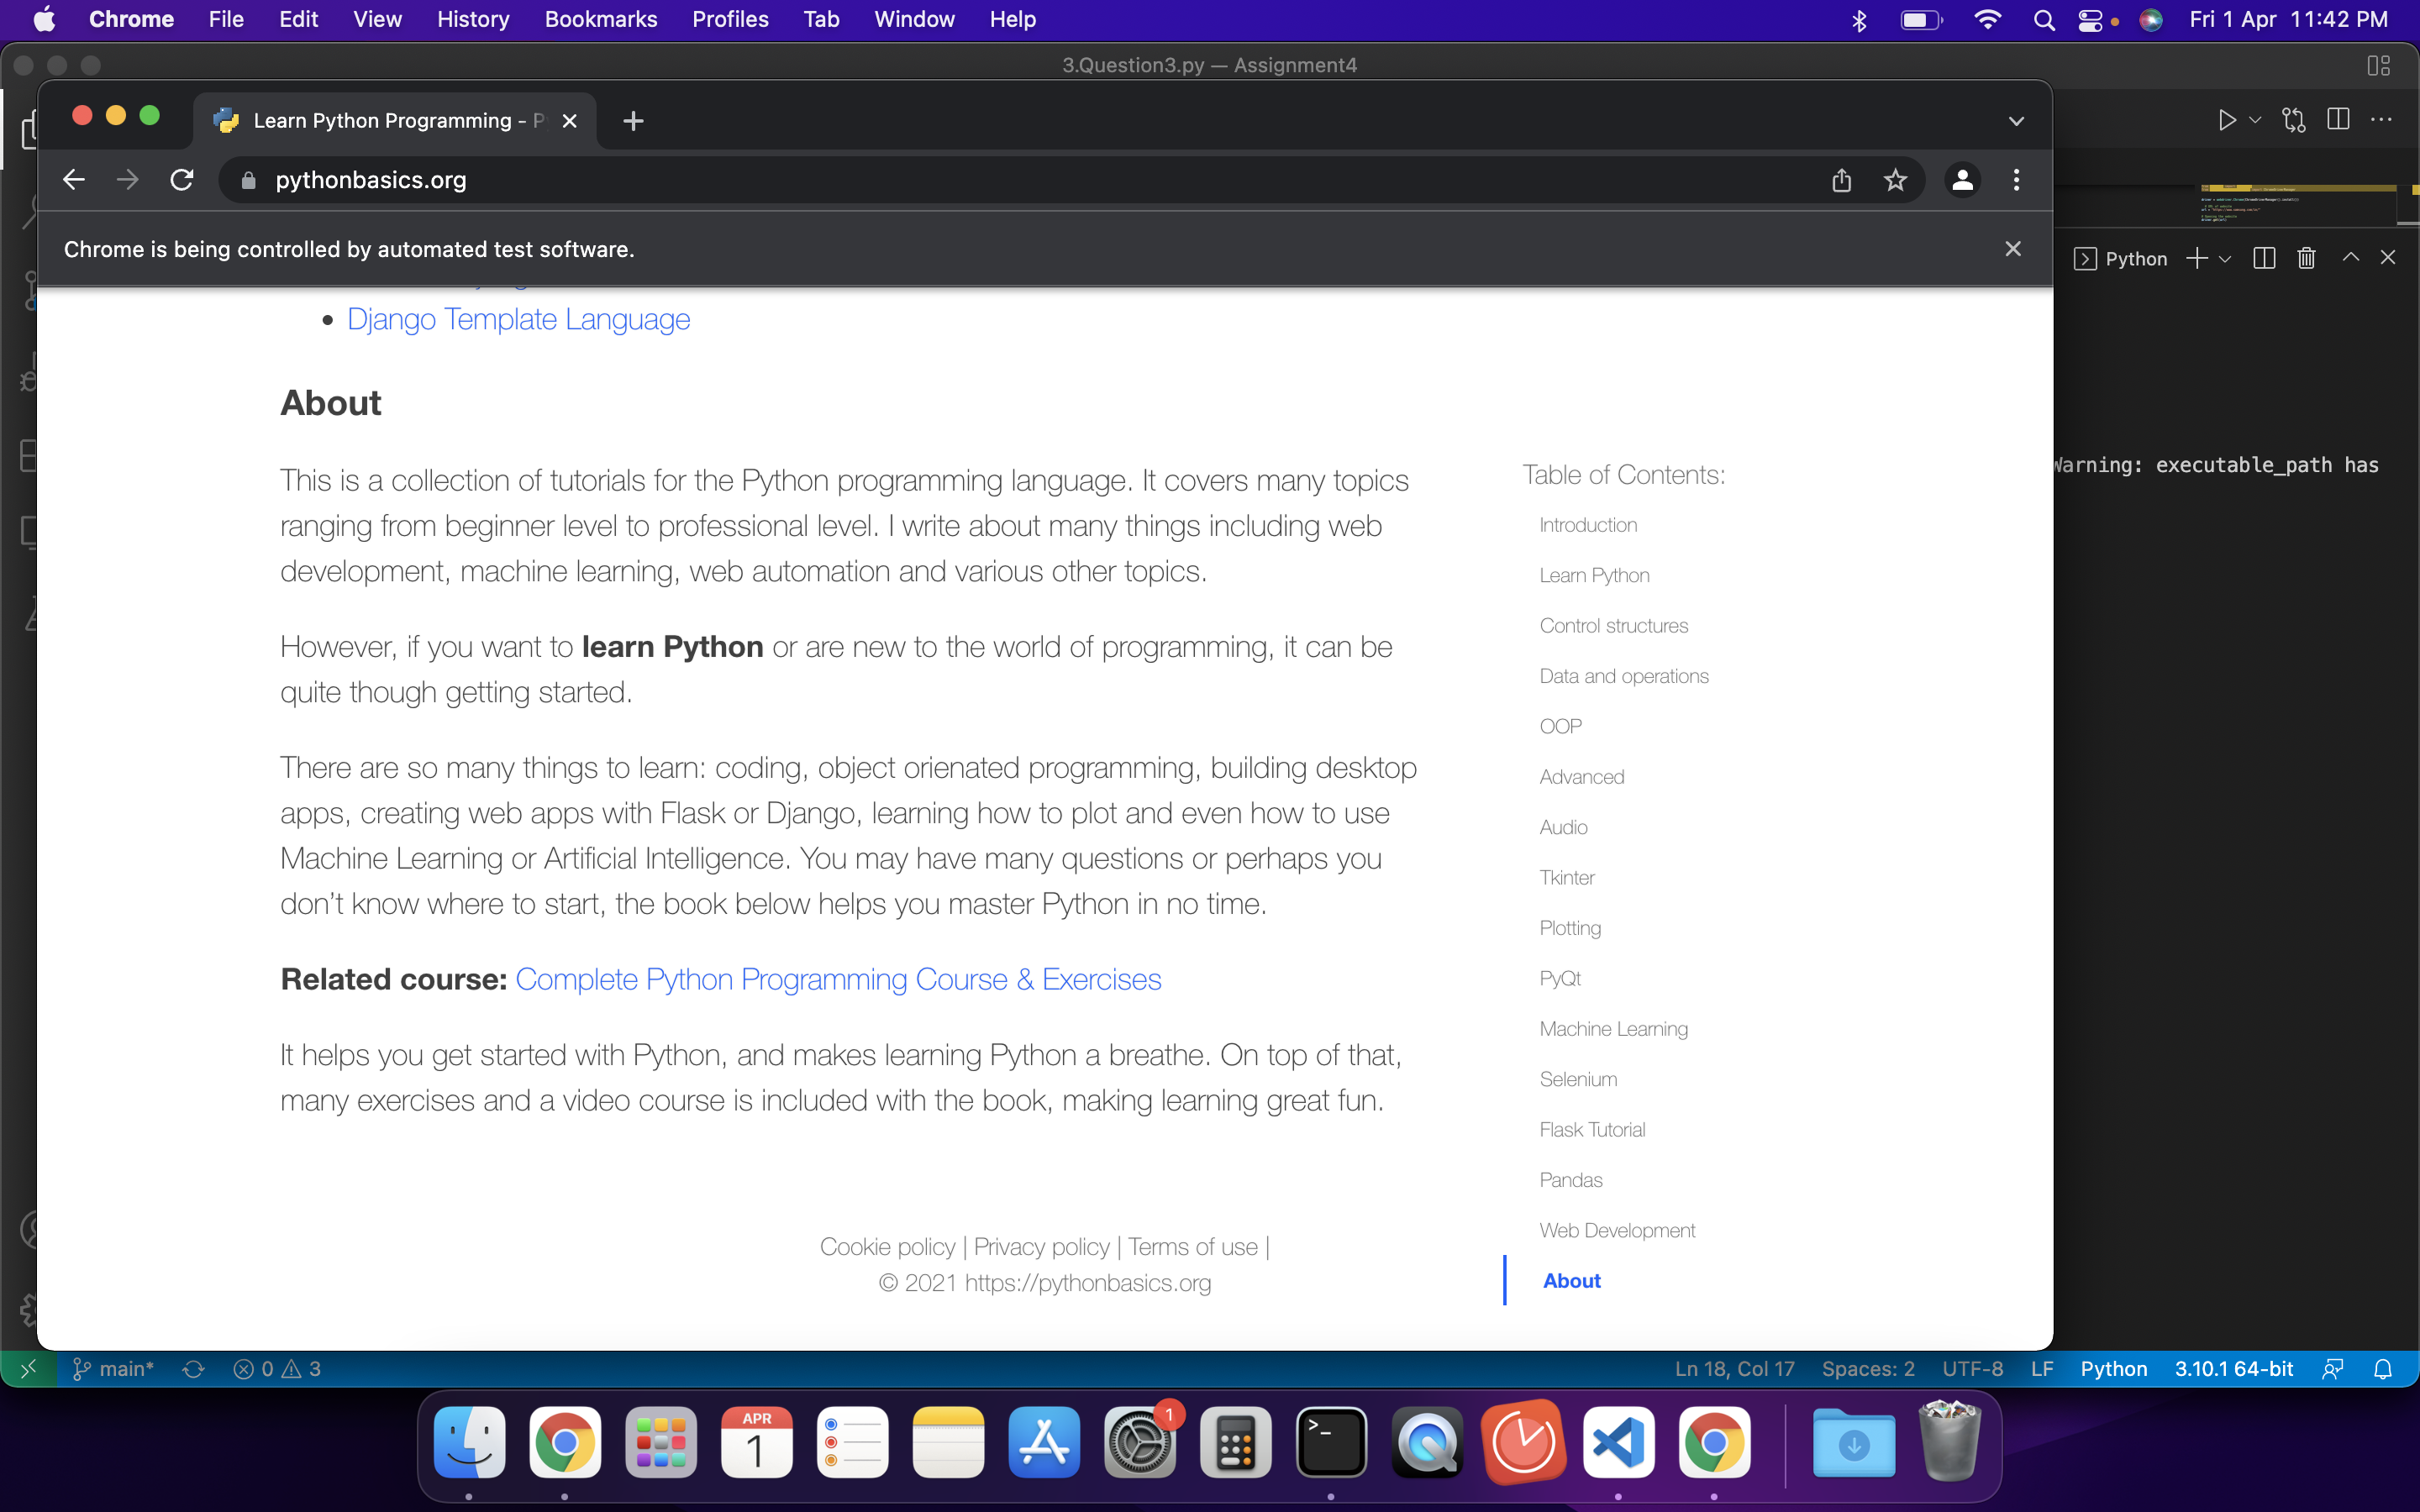 Chrome File Edit View History Bookmarks Profiles Tab Window Help Fri 1 Apr 11:42 PM
3.Question3.py — Assignment4
Learn Python Programming -
pythonbasics.org
Chrome is being controlled by automated test software.
Python
Django Template Language
About
This is a collection of tutorials for the Python programming language. It covers many topics
ranging from beginner level to professional level. I write about many things including web
development, machine learning, web automation and various other topics.
However, if you want to learn Python or are new to the world of programming, it can be
quite though getting started.
There are so many things to learn: coding, object orienated programming, building desktop
apps, creating web apps with Flask or Django, learning how to plot and even how to use
Machine Learning or Artificial Intelligence. You may have many questions or perhaps you
don’t know where to start, the book below helps you master Python in no time.
Related course: Complete Python Programming Course & Exercises
It helps you get started with Python, and makes learning Python a breathe. On top of that,
many exercises and a video course is included with the book, making learning great fun.
Cookie policy | Privacy policy | Terms of use |
© 2021 https://pythonbasics.org
Table of Contents:
Introduction
Learn Python
Control structures
Data and operations
OOP
Advanced
Audio
Tkinter
Plotting
PyQt
Machine Learning
Selenium
Flask Tutorial
Pandas
Web Development
About
Warning: executable_path has
main* 0 3 Ln 18, Col 17 Spaces: 2 UTF-8 LF Python 3.10.1 64-bit
APR
1
1